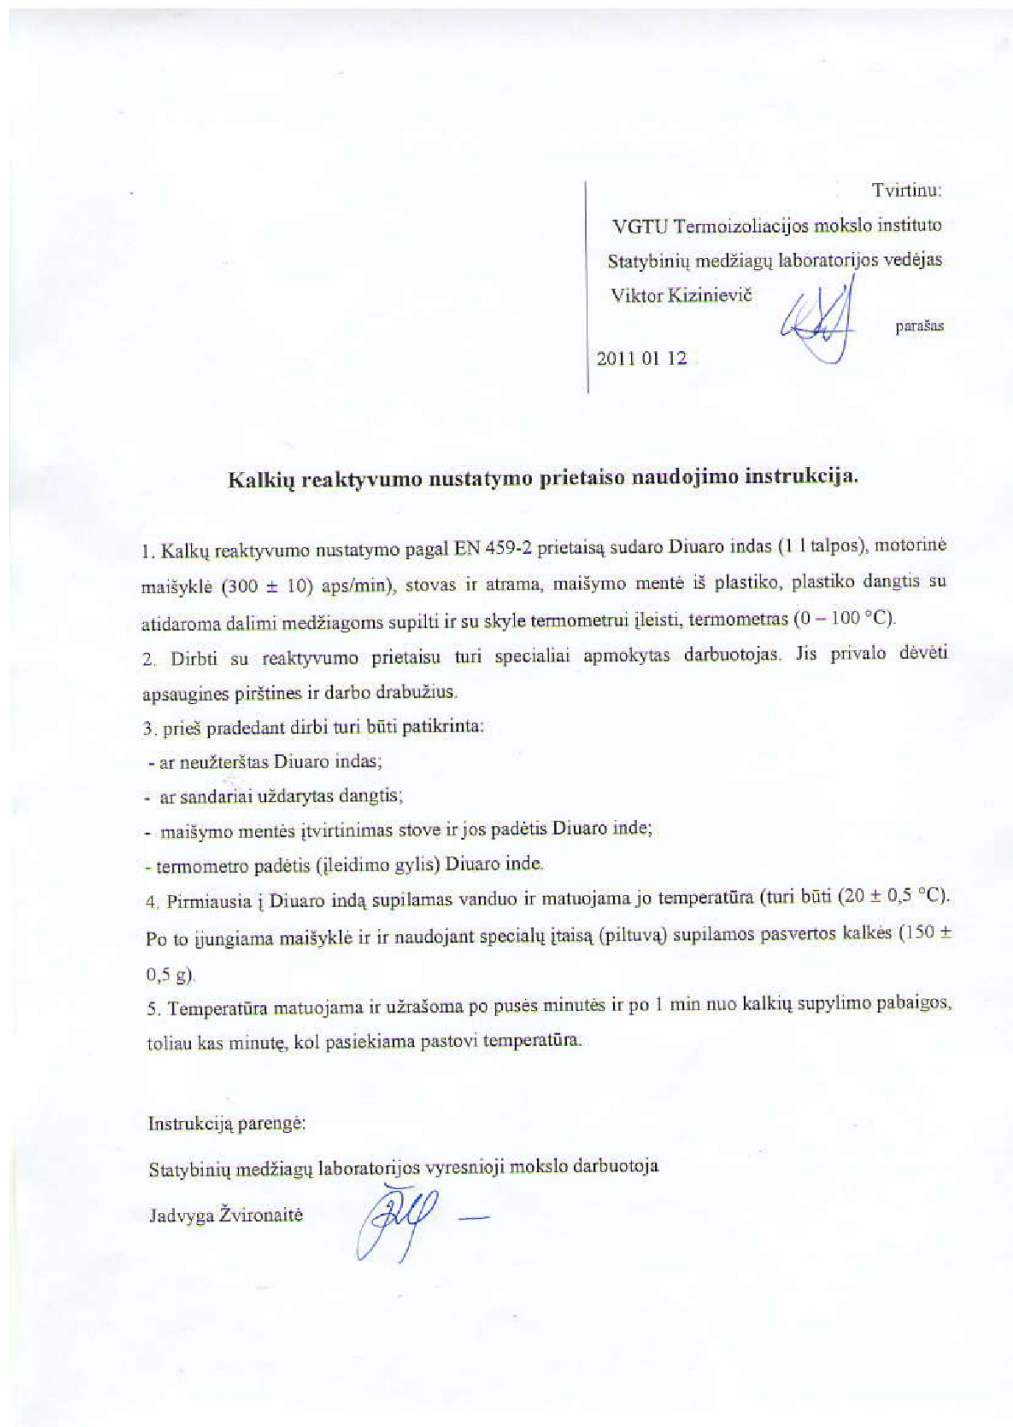 Tvirtinu:
VGTU Termoizoliacijos mokslo instituto
Statybinių medžiagų laboratorijos vedėjas
Viktor Kizinievič
parašas
2011 01 12
Kalkių reaktyvumo nustatymo prietaiso naudojimo instrukcija.
1. Kalkų reaktyvumo nustatymo pagal EN 459-2 prietaisą sudaro Diuaro indas (1 l talpos), motorinė
maišyklė (300 ± 10) aps/min), stovas ir atrama, maišymo mentė iš plastiko, plastiko dangtis su
atidaroma dalimi medžiagoms supilti ir su skyle termometrui įleisti, termometras (0 – 100 °C).
2. Dirbti su reaktyvumo prietaisu turi specialiai apmokytas darbuotojas. Jis privalo dėvėti
apsaugines pirštines ir darbo drabužius.
3. prieš pradedant dirbi turi būti patikrinta:
- ar neužterštas Diuaro indas;
- ar sandariai uždarytas dangtis;
- maišymo mentės įtvirtinimas stove ir jos padėtis Diuaro inde;
- termometro padėtis (įleidimo gylis) Diuaro inde.
4. Pirmiausia į Diuaro indą supilamas vanduo ir matuojama jo temperatūra (turi būti (20 ± 0,5 °C).
Po to įjungiama maišyklė ir ir naudojant specialų įtaisą (piltuvą) supilamos pasvertos kalkės (150 ±
0,5 g).
5. Temperatūra matuojama ir užrašoma po pusės minutės ir po 1 min nuo kalkių supylimo pabaigos,
toliau kas minutę, kol pasiekiama pastovi temperatūra.
Instrukciją parengė:
Statybinių medžiagų laboratorijos vyresnioji mokslo darbuotoja
Jadvyga Žvironaitė